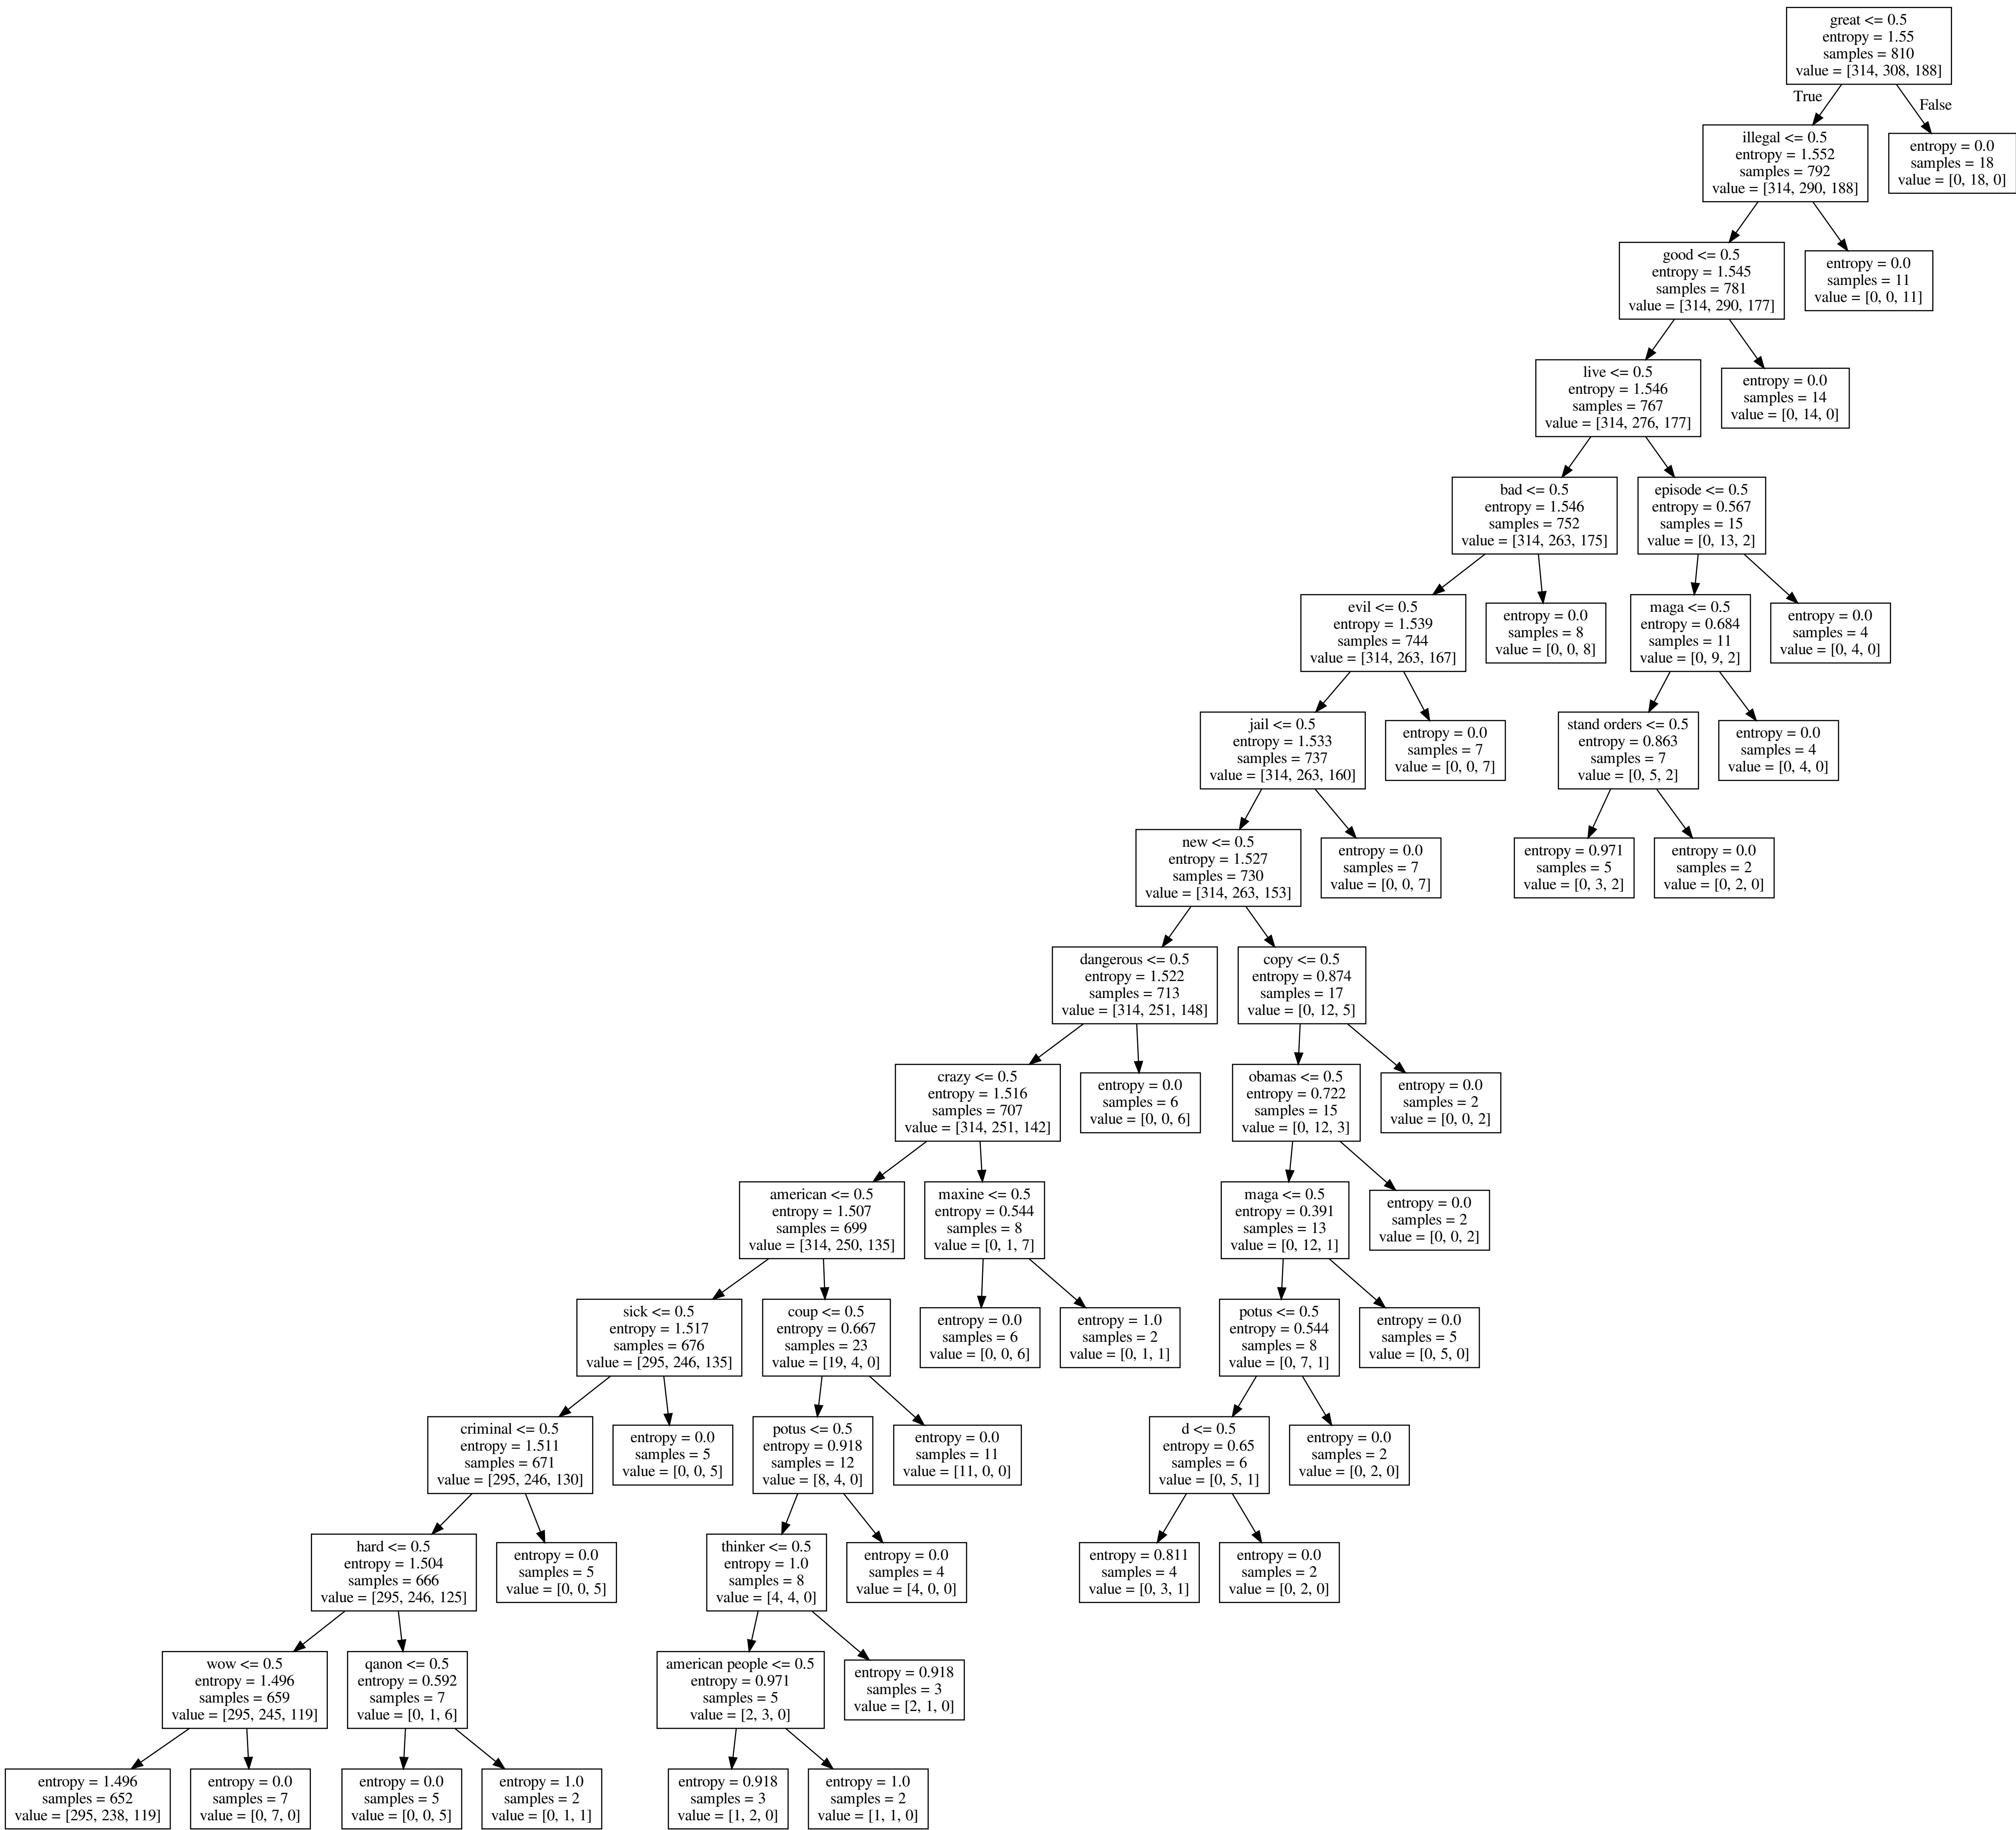 great <= 0.5
entropy = 1.55
samples = 810
value = [314, 308, 188]
True
False
illegal <= 0.5
entropy = 1.552
samples = 792
value = [314, 290, 188]
entropy = 0.0
samples = 18
value = [0, 18, 0]
good <= 0.5
entropy = 1.545
samples = 781
value = [314, 290, 177]
entropy = 0.0
samples = 11
value = [0, 0, 11]
live <= 0.5
entropy = 1.546
samples = 767
value = [314, 276, 177]
entropy = 0.0
samples = 14
value = [0, 14, 0]
bad <= 0.5
entropy = 1.546
samples = 752
value = [314, 263, 175]
episode <= 0.5
entropy = 0.567
samples = 15
value = [0, 13, 2]
evil <= 0.5
entropy = 1.539
samples = 744
value = [314, 263, 167]
entropy = 0.0
samples = 8
value = [0, 0, 8]
maga <= 0.5
entropy = 0.684
samples = 11
value = [0, 9, 2]
entropy = 0.0
samples = 4
value = [0, 4, 0]
jail <= 0.5
entropy = 1.533
samples = 737
value = [314, 263, 160]
entropy = 0.0
samples = 7
value = [0, 0, 7]
stand orders <= 0.5
entropy = 0.863
samples = 7
value = [0, 5, 2]
entropy = 0.0
samples = 4
value = [0, 4, 0]
new <= 0.5
entropy = 1.527
samples = 730
value = [314, 263, 153]
entropy = 0.0
samples = 7
value = [0, 0, 7]
entropy = 0.971
samples = 5
value = [0, 3, 2]
entropy = 0.0
samples = 2
value = [0, 2, 0]
dangerous <= 0.5
entropy = 1.522
samples = 713
value = [314, 251, 148]
copy <= 0.5
entropy = 0.874
samples = 17
value = [0, 12, 5]
crazy <= 0.5
entropy = 1.516
samples = 707
value = [314, 251, 142]
entropy = 0.0
samples = 6
value = [0, 0, 6]
obamas <= 0.5
entropy = 0.722
samples = 15
value = [0, 12, 3]
entropy = 0.0
samples = 2
value = [0, 0, 2]
american <= 0.5
entropy = 1.507
samples = 699
value = [314, 250, 135]
maxine <= 0.5
entropy = 0.544
samples = 8
value = [0, 1, 7]
maga <= 0.5
entropy = 0.391
samples = 13
value = [0, 12, 1]
entropy = 0.0
samples = 2
value = [0, 0, 2]
sick <= 0.5
entropy = 1.517
samples = 676
value = [295, 246, 135]
coup <= 0.5
entropy = 0.667
samples = 23
value = [19, 4, 0]
entropy = 0.0
samples = 6
value = [0, 0, 6]
entropy = 1.0
samples = 2
value = [0, 1, 1]
potus <= 0.5
entropy = 0.544
samples = 8
value = [0, 7, 1]
entropy = 0.0
samples = 5
value = [0, 5, 0]
criminal <= 0.5
entropy = 1.511
samples = 671
value = [295, 246, 130]
entropy = 0.0
samples = 5
value = [0, 0, 5]
potus <= 0.5
entropy = 0.918
samples = 12
value = [8, 4, 0]
entropy = 0.0
samples = 11
value = [11, 0, 0]
d <= 0.5
entropy = 0.65
samples = 6
value = [0, 5, 1]
entropy = 0.0
samples = 2
value = [0, 2, 0]
hard <= 0.5
entropy = 1.504
samples = 666
value = [295, 246, 125]
entropy = 0.0
samples = 5
value = [0, 0, 5]
thinker <= 0.5
entropy = 1.0
samples = 8
value = [4, 4, 0]
entropy = 0.0
samples = 4
value = [4, 0, 0]
entropy = 0.811
samples = 4
value = [0, 3, 1]
entropy = 0.0
samples = 2
value = [0, 2, 0]
wow <= 0.5
entropy = 1.496
samples = 659
value = [295, 245, 119]
qanon <= 0.5
entropy = 0.592
samples = 7
value = [0, 1, 6]
american people <= 0.5
entropy = 0.971
samples = 5
value = [2, 3, 0]
entropy = 0.918
samples = 3
value = [2, 1, 0]
entropy = 1.496
samples = 652
value = [295, 238, 119]
entropy = 0.0
samples = 7
value = [0, 7, 0]
entropy = 0.0
samples = 5
value = [0, 0, 5]
entropy = 1.0
samples = 2
value = [0, 1, 1]
entropy = 0.918
samples = 3
value = [1, 2, 0]
entropy = 1.0
samples = 2
value = [1, 1, 0]